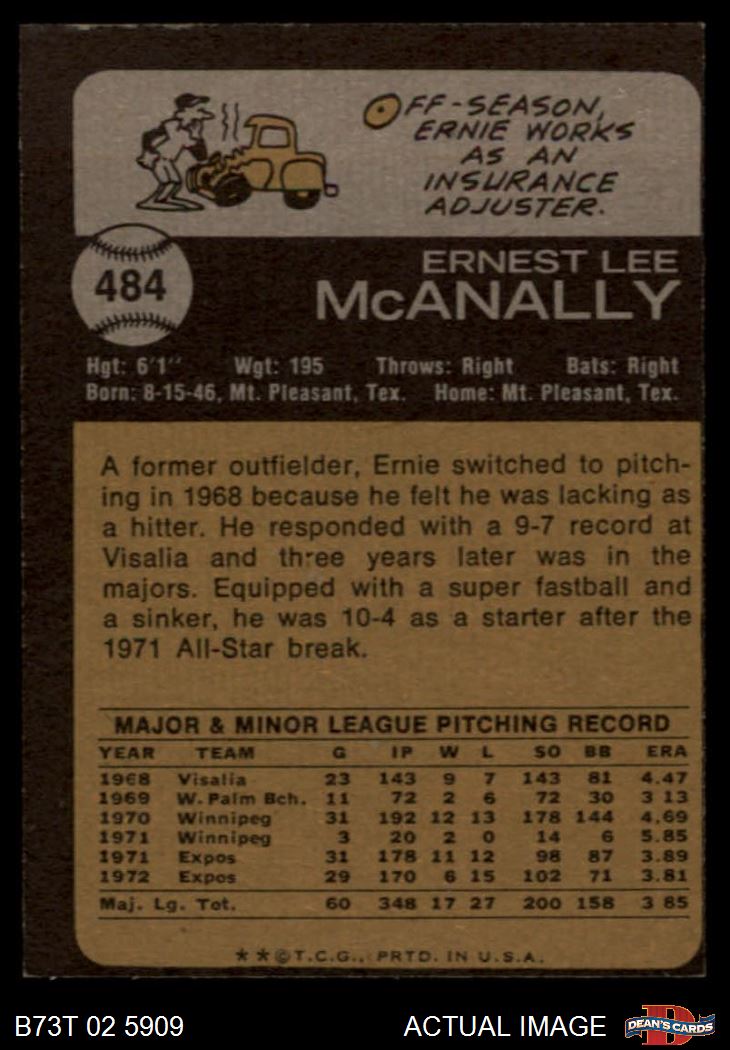 OFF-SEASON,
ERNIE WORKS
AS AN
INSURANCE
ADJUSTER.
484
ERNEST LEE
McANALLY
Hgt: 6'1" Wgt: 195 Throws: Right Bats: Right
Born: 8-15-46, Mt. Pleasant, Tex. Home: Mt. Pleasant, Tex.
A former outfielder, Ernie switched to pitch-
ing in 1968 because he felt he was lacking as
a hitter. He responded with a 9-7 record at
Visalia and three years later was in the
majors. Equipped with a super fastball and
a sinker, he was 10-4 as a starter after the
1971 All-Star break.
MAJOR & MINOR LEAGUE PITCHING RECORD
YEAR TEAM G IP W L SO BB ERA
1968 Visalia 23 143 9 7 143 81 4.47
1969 W. Palm Bch. 11 72 2 6 72 30 3 13
1970 Winnipeg 31 192 12 13 178 144 4.69
1971 Winnipeg 3 20 2 0 14 6 5.85
1971 Expos 31 178 11 12 98 87 3.89
1972 Expos 29 170 6 15 102 71 3.81
Maj. Lg. Tot. 60 348 17 27 200 158 3 85
**©T.C.G., PRTD. IN U.S.A.
B73T 02 5909 ACTUAL IMAGE DEAN'S CARDS